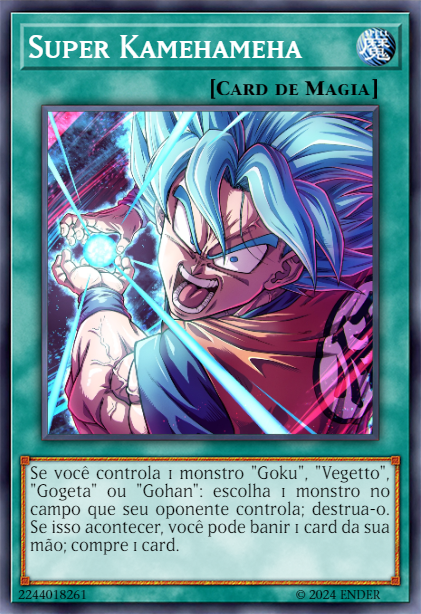 Super Kamehameha
魔
[Card de Magia]
Se você controla 1 monstro "Goku", "Vegetto",
"Gogeta" ou "Gohan": escolha 1 monstro no
campo que seu oponente controla; destrua-o.
Se isso acontecer, você pode banir 1 card da sua
mão; compre 1 card.
2244018261
© 2024 ENDER